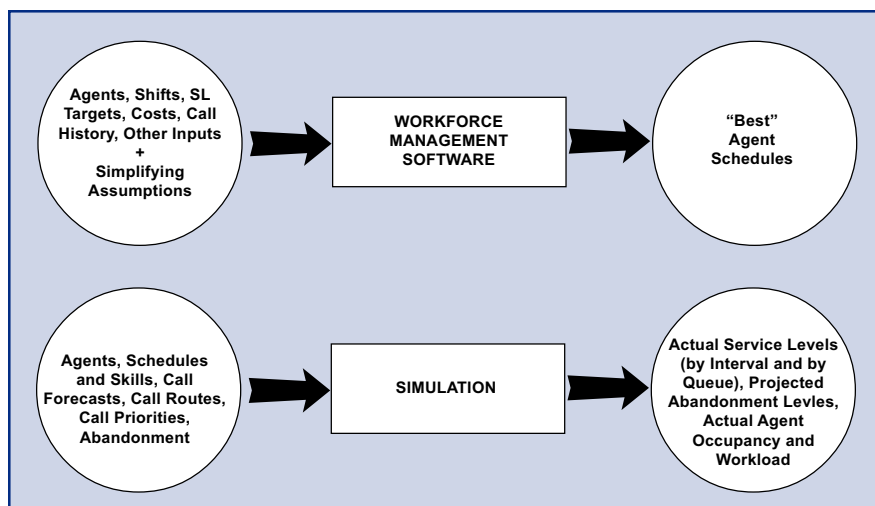 Agents, Shifts, SL
Targets, Costs, Call
History, Other Inputs
+
Simplifying
Assumptions
WORKFORCE
MANAGEMENT
SOFTWARE
“Best”
Agent
Schedules
Agents, Schedules
and Skills, Call
Forecasts, Call Routes,
Call Priorities,
Abandonment
SIMULATION
Actual Service Levels
(by Interval and by
Queue), Projected
Abandonment Levles,
Actual Agent
Occupancy and
Workload